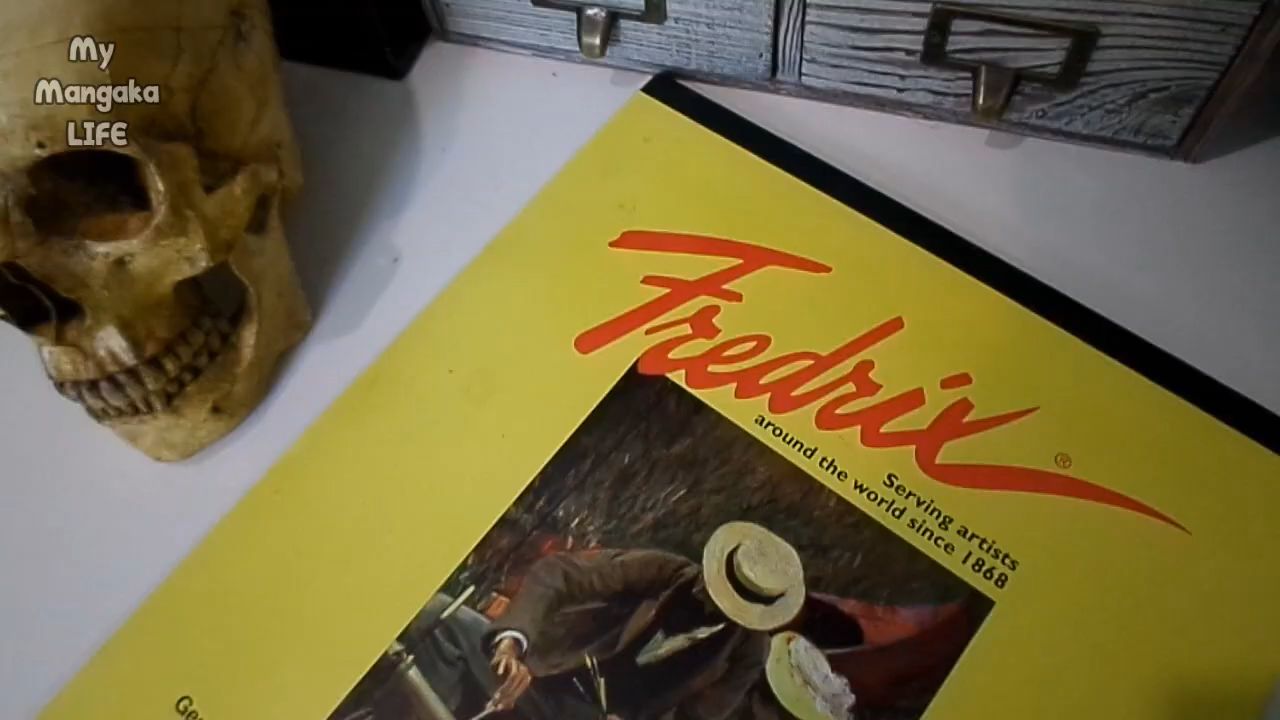 My
Mangaka
LIFE
Fredrix®
Serving artists
around the world since 1868